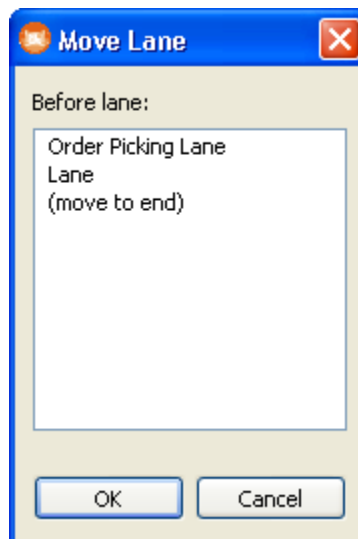 Move Lane
Before lane:
Order Picking Lane
Lane
(move to end)
OK
Cancel